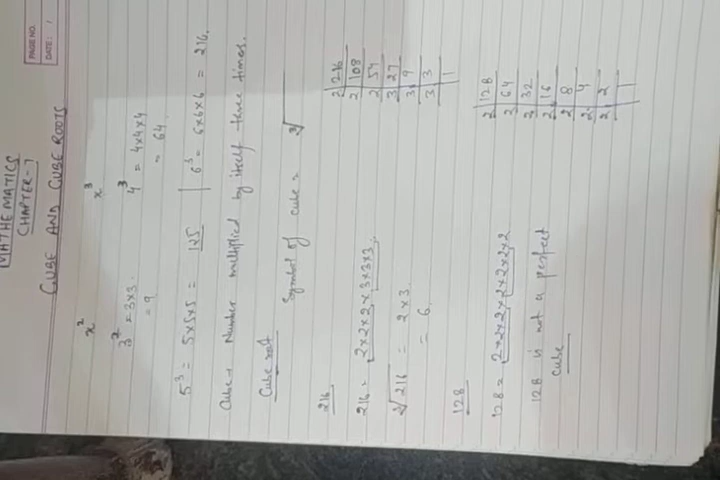 PAGE NO.
DATE: /
MATHEMATICS
CHAPTER-7
CUBE AND CUBE ROOTS
x² x³
3² = 3×3 4³ = 4×4×4
= 9 = 64
5³ = 5×5×5 = 125 | 6³ = 6×6×6 = 216.
Cube → Number multiplied by itself three times.
Cube root
Symbol of cube = ∛
216
2 216
2 108
2 54
3 27
3 9
3 3
1
216 = 2×2×2×3×3×3
∛216 = 2×3
= 6
128
2 128
2 64
2 32
2 16
2 8
2 4
2 2
1
128 = 2×2×2×2×2×2×2
128 is not a perfect
cube